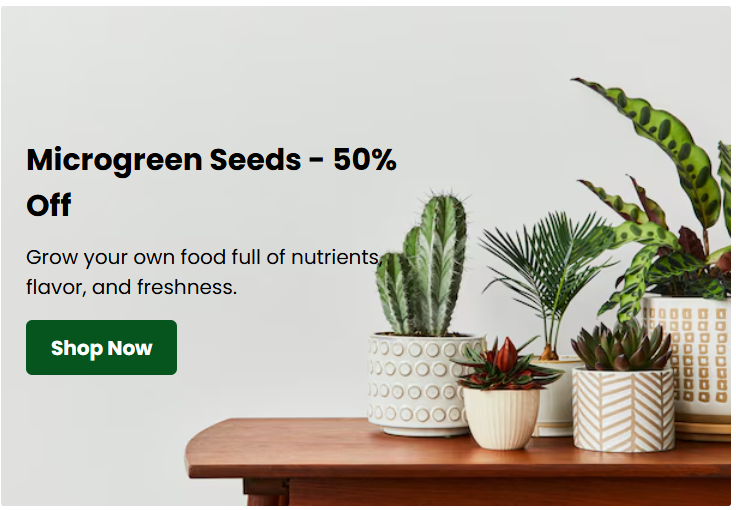 Microgreen Seeds - 50%
Off
Grow your own food full of nutrients,
flavor, and freshness.
Shop Now